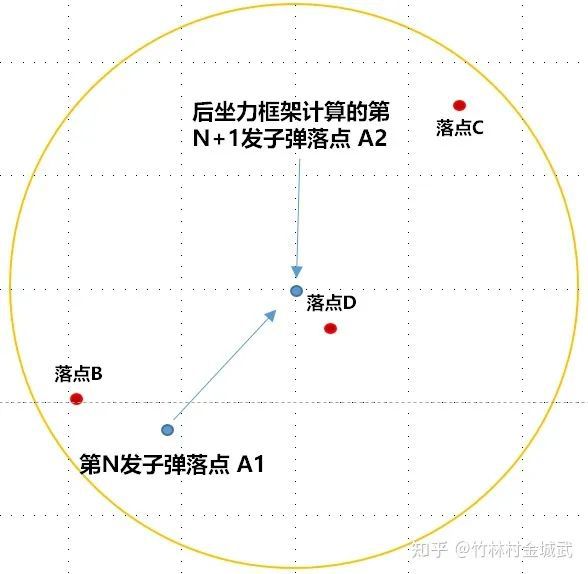 后坐力框架计算的第
N+1发子弹落点 A2
落点C
落点D
落点B
第N发子弹落点 A1
知乎 @竹林村金城武